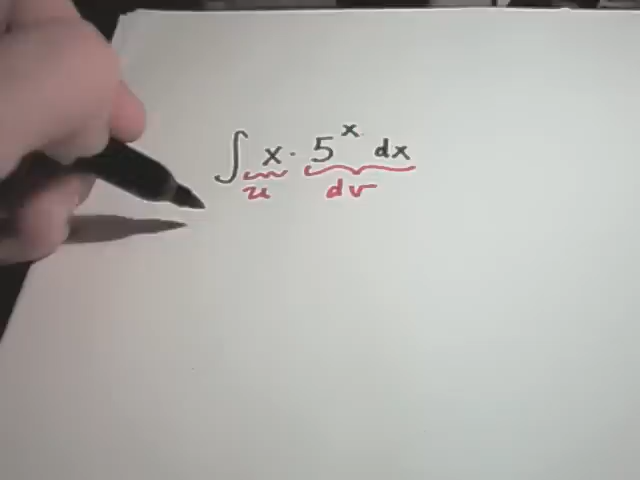 ∫ x · 5^x dx
u dv